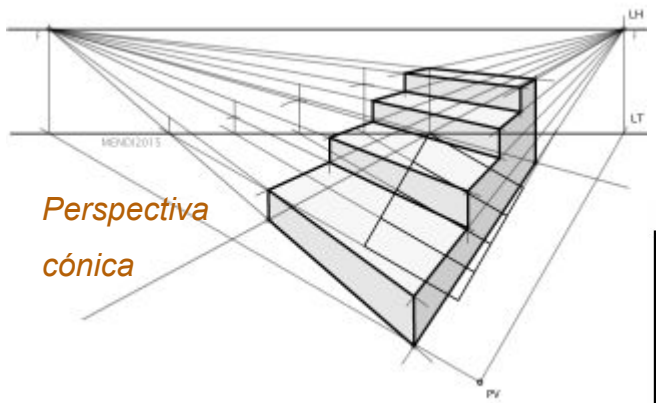 LH
LT
MENDI2015
Perspectiva
cónica
PV